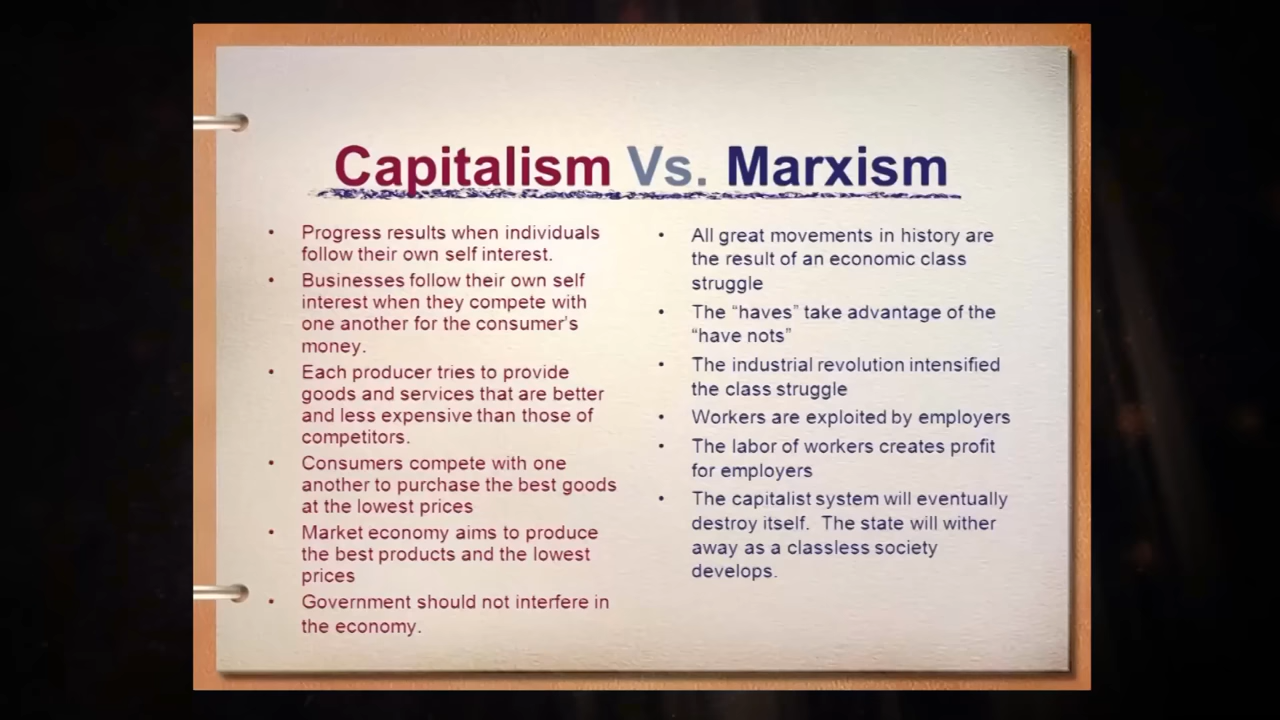 Capitalism Vs. Marxism
• Progress results when individuals
follow their own self interest.
• Businesses follow their own self
interest when they compete with
one another for the consumer's
money.
• Each producer tries to provide
goods and services that are better
and less expensive than those of
competitors.
• Consumers compete with one
another to purchase the best goods
at the lowest prices
• Market economy aims to produce
the best products and the lowest
prices
• Government should not interfere in
the economy.
• All great movements in history are
the result of an economic class
struggle
• The “haves” take advantage of the
“have nots”
• The industrial revolution intensified
the class struggle
• Workers are exploited by employers
• The labor of workers creates profit
for employers
• The capitalist system will eventually
destroy itself.  The state will wither
away as a classless society
develops.